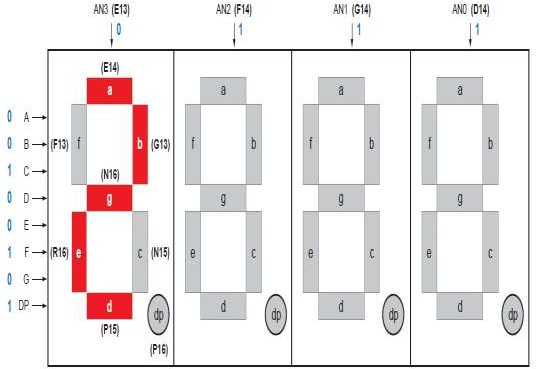 AN3 (E13) AN2 (F14) AN1 (G14) AN0 (D14)
0 1 1 1
(E14)
a a a a
0 A
0 B (F13) f b (G13) f b f b f b
1 C
(N16)
0 D g g g g
0 E
1 F (R16) e c (N15) e c e c e c
0 G
1 DP d dp d dp d dp d dp
(P15)
(P16)